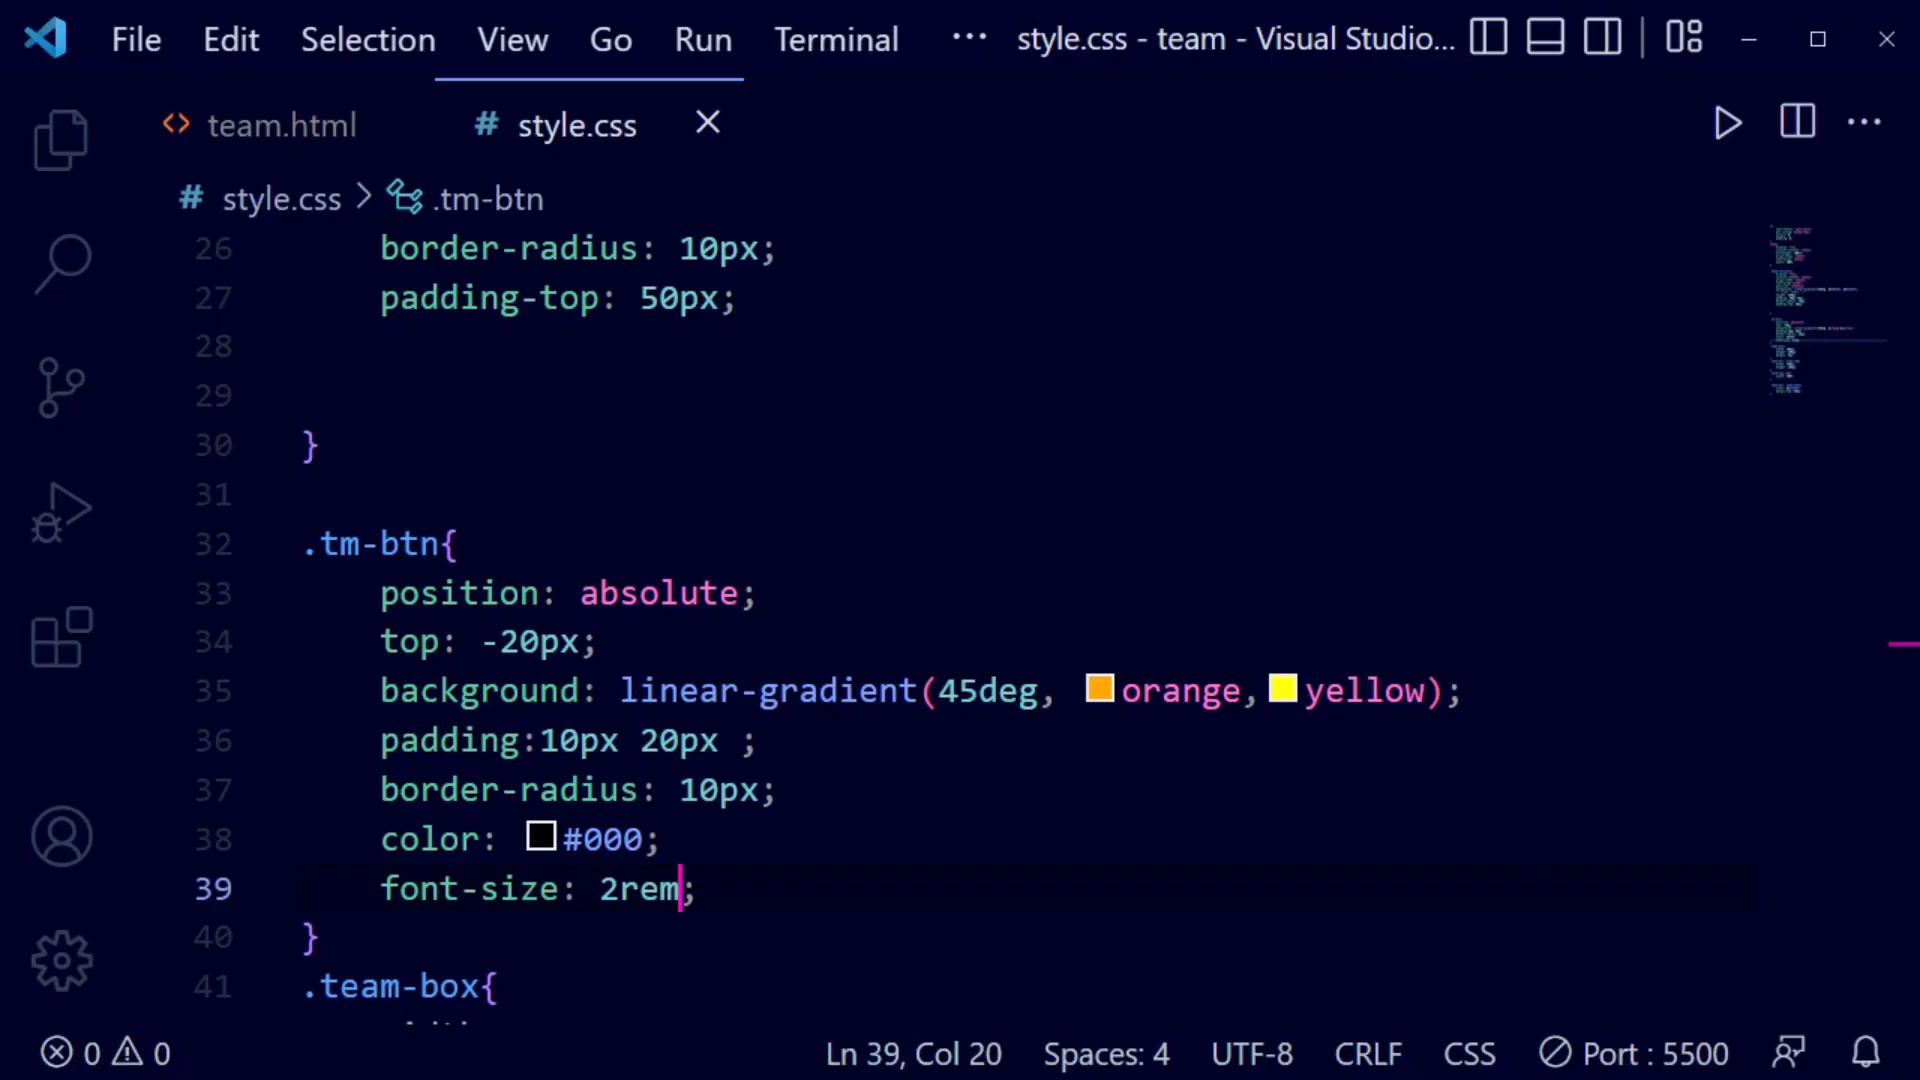 File Edit Selection View Go Run Terminal ··· style.css - team - Visual Studio...
team.html style.css
style.css > .tm-btn
26 border-radius: 10px;
27 padding-top: 50px;
28
29
30 }
31
32 .tm-btn{
33 position: absolute;
34 top: -20px;
35 background: linear-gradient(45deg, orange,yellow);
36 padding:10px 20px ;
37 border-radius: 10px;
38 color: #000;
39 font-size: 2rem;
40 }
41 .team-box{
0 0 Ln 39, Col 20 Spaces: 4 UTF-8 CRLF CSS Port : 5500